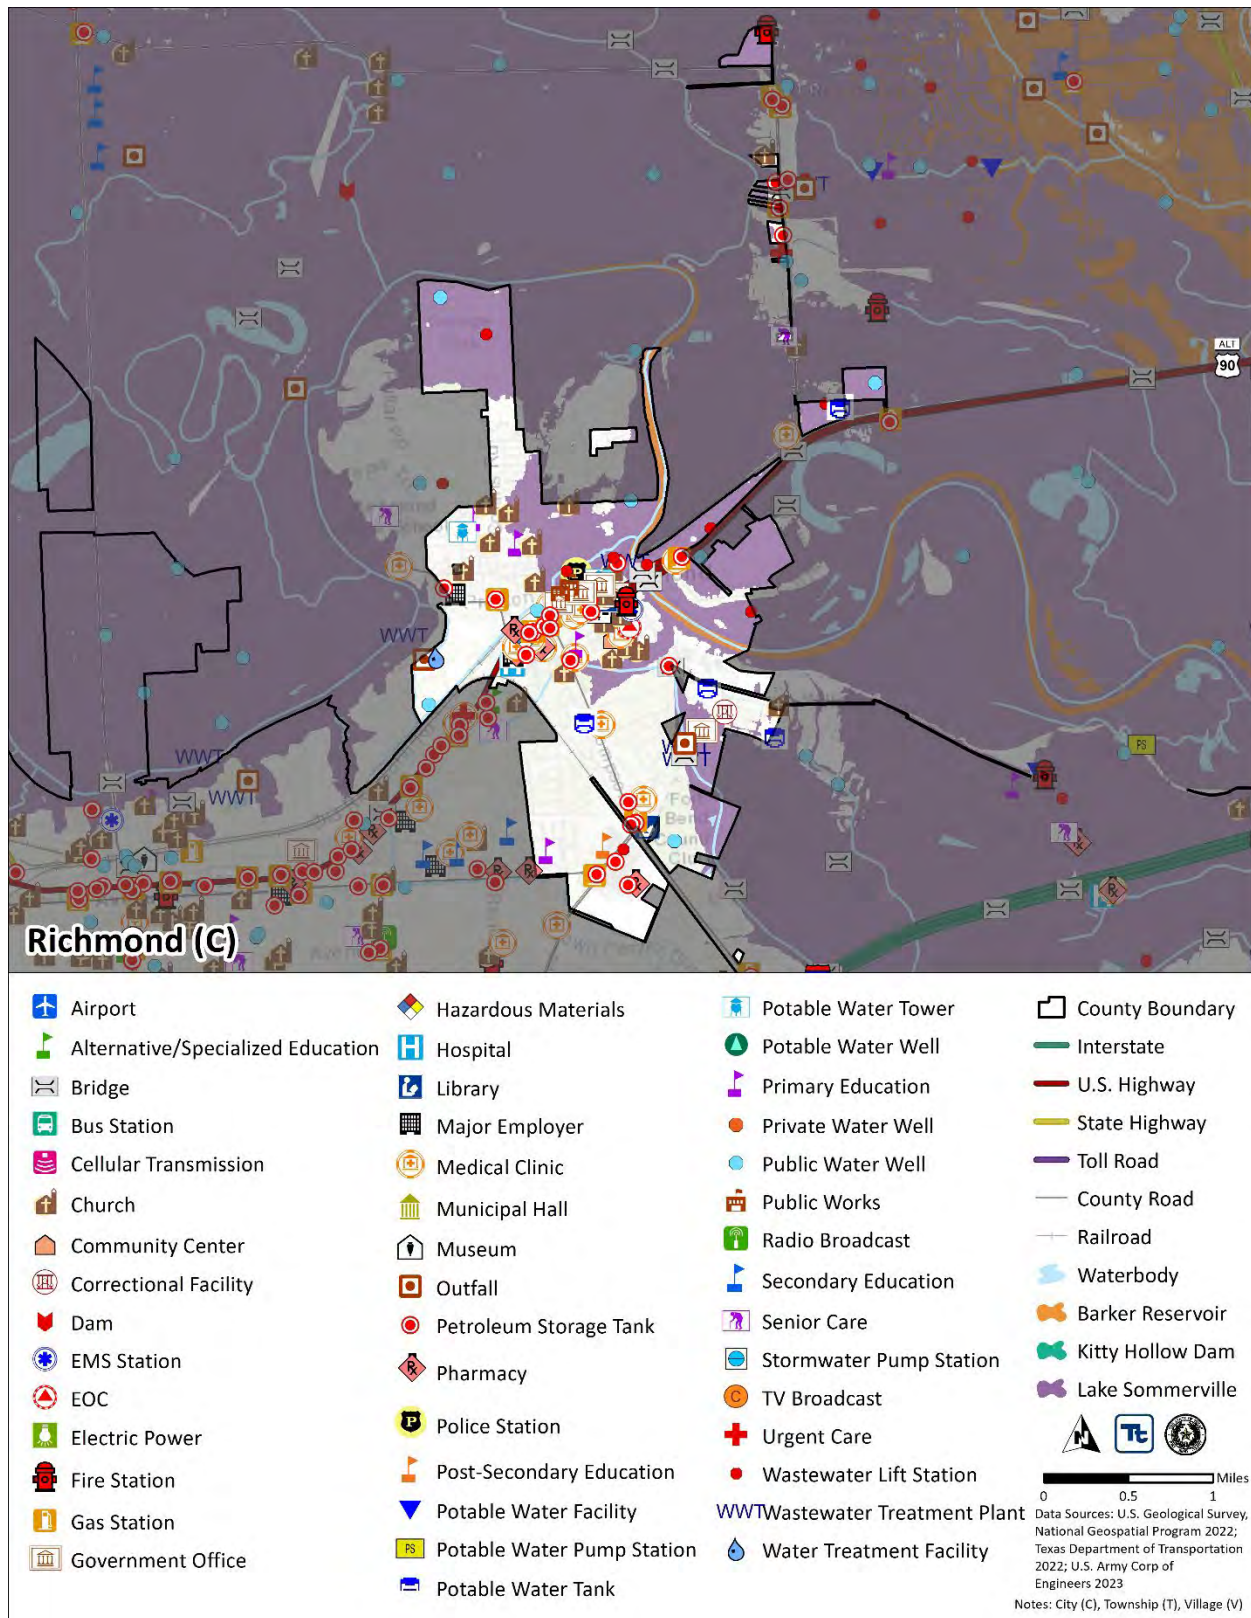 ALT
90
WWT
WWT
WWT
WWT
PS
Richmond (C)
Airport
Alternative/Specialized Education
Bridge
Bus Station
Cellular Transmission
Church
Community Center
Correctional Facility
Dam
EMS Station
EOC
Electric Power
Fire Station
Gas Station
Government Office
Hazardous Materials
Hospital
Library
Major Employer
Medical Clinic
Municipal Hall
Museum
Outfall
Petroleum Storage Tank
Pharmacy
Police Station
Post-Secondary Education
Potable Water Facility
PS Potable Water Pump Station
Potable Water Tank
Potable Water Tower
Potable Water Well
Primary Education
Private Water Well
Public Water Well
Public Works
Radio Broadcast
Secondary Education
Senior Care
Stormwater Pump Station
TV Broadcast
Urgent Care
Wastewater Lift Station
WWT Wastewater Treatment Plant
Water Treatment Facility
County Boundary
Interstate
U.S. Highway
State Highway
Toll Road
County Road
Railroad
Waterbody
Barker Reservoir
Kitty Hollow Dam
Lake Sommerville
N
Tt
Miles
0 0.5 1
Data Sources: U.S. Geological Survey,
National Geospatial Program 2022;
Texas Department of Transportation
2022; U.S. Army Corp of
Engineers 2023
Notes: City (C), Township (T), Village (V)